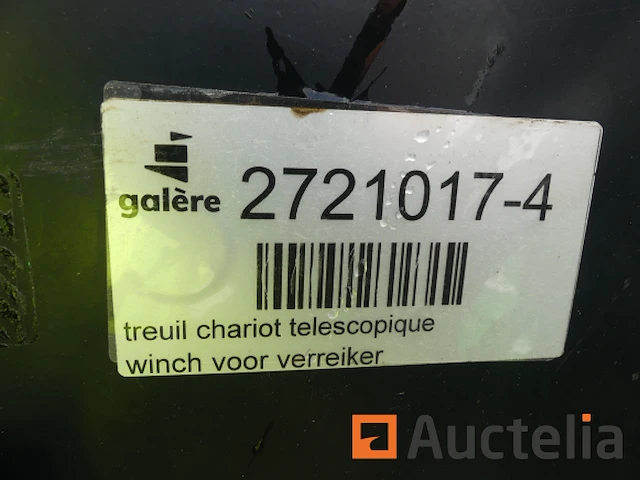 galère 2721017-4
treuil chariot telescopique
winch voor verreiker
Auctelia